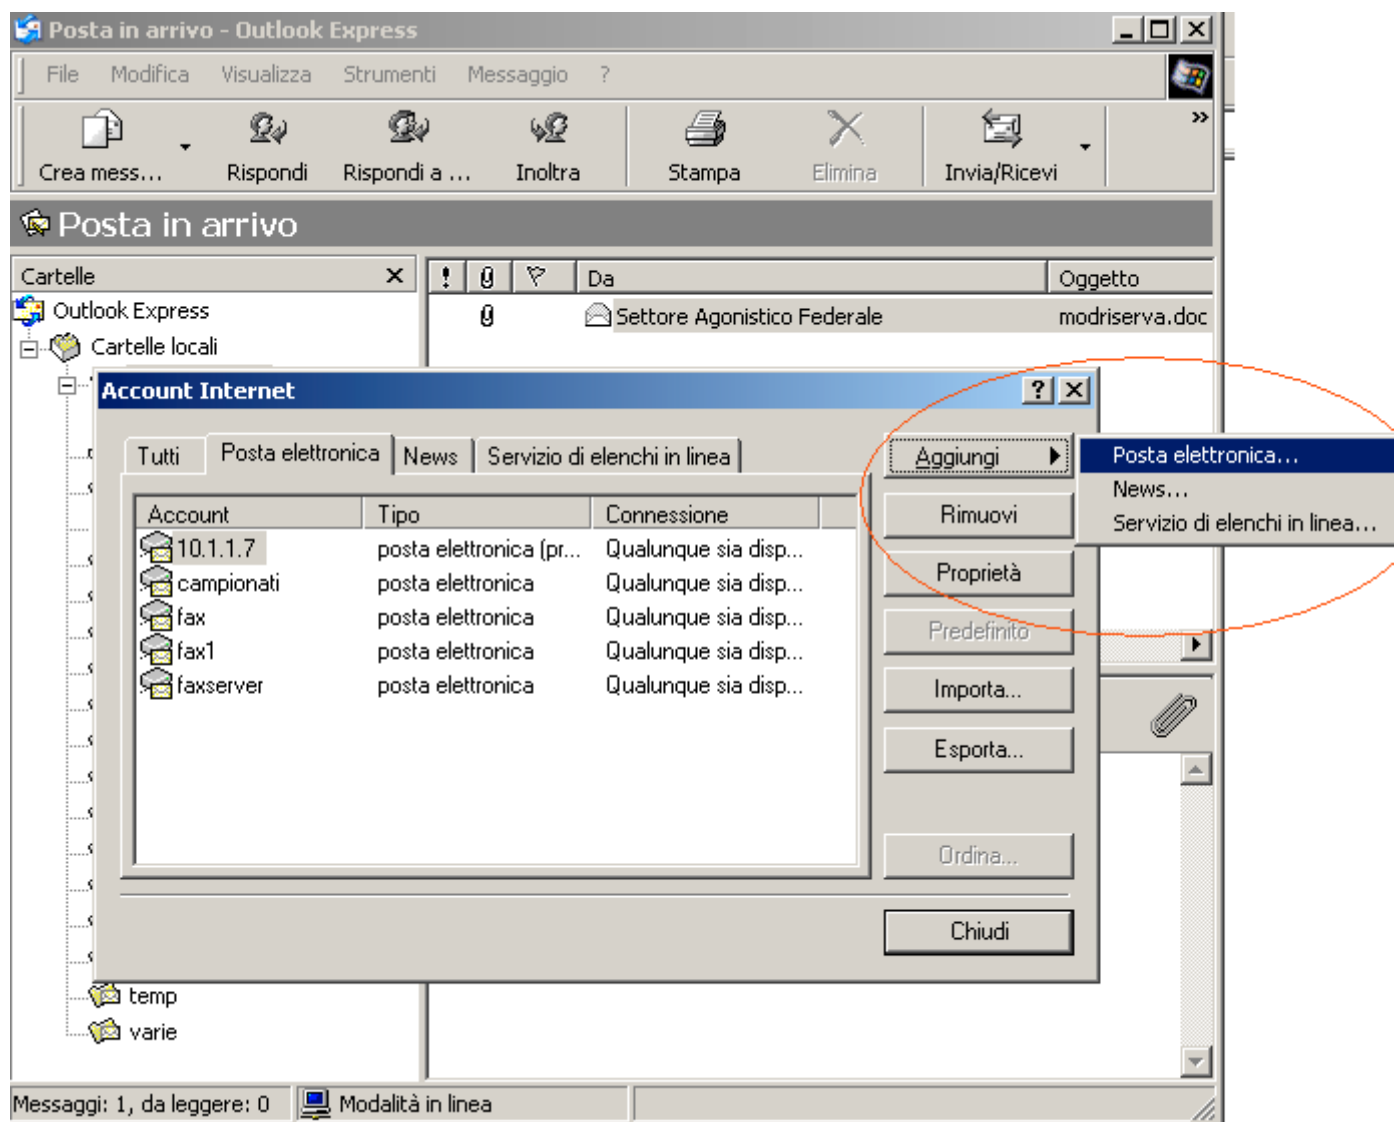 Posta in arrivo - Outlook Express
File Modifica Visualizza Strumenti Messaggio ?
Crea mess... Rispondi Rispondi a ... Inoltra Stampa Elimina Invia/Ricevi »
Posta in arrivo
Cartelle Da Oggetto
Outlook Express
Settore Agonistico Federale modriserva.doc
Cartelle locali
Account Internet
Tutti Posta elettronica News Servizio di elenchi in linea
Aggiungi
Posta elettronica...
News...
Servizio di elenchi in linea...
Account Tipo Connessione
10.1.1.7 posta elettronica (pr... Qualunque sia disp...
campionati posta elettronica Qualunque sia disp...
fax posta elettronica Qualunque sia disp...
fax1 posta elettronica Qualunque sia disp...
faxserver posta elettronica Qualunque sia disp...
Rimuovi
Proprietà
Predefinito
Importa...
Esporta...
Ordina...
Chiudi
temp
varie
Messaggi: 1, da leggere: 0 Modalità in linea